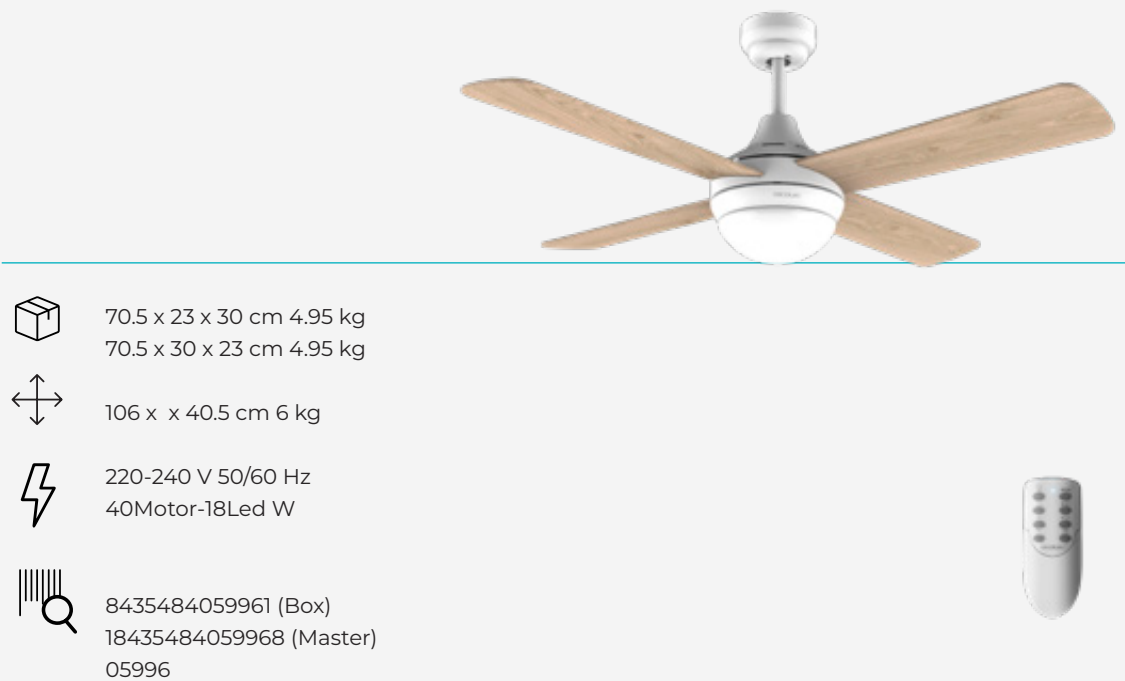 70.5 x 23 x 30 cm 4.95 kg
70.5 x 30 x 23 cm 4.95 kg
106 x  x 40.5 cm 6 kg
220-240 V 50/60 Hz
40Motor-18Led W
8435484059961 (Box)
18435484059968 (Master)
05996